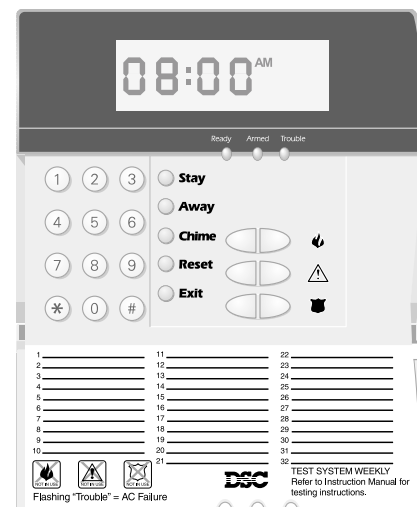 08:00 AM
Ready Armed Trouble
1 2 3 Stay
Away
4 5 6
Chime
7 8 9 Reset
Exit
* 0 #
1 11 22
2 12 23
3 13 24
4 14 25
5 15 26
6 16 27
7 17 28
8 18 29
9 19 30
10 20 31
21 32
NOT IN USE NOT IN USE NOT IN USE
DSC
TEST SYSTEM WEEKLY
Refer to Instruction Manual for
testing instructions.
Flashing "Trouble" = AC Failure